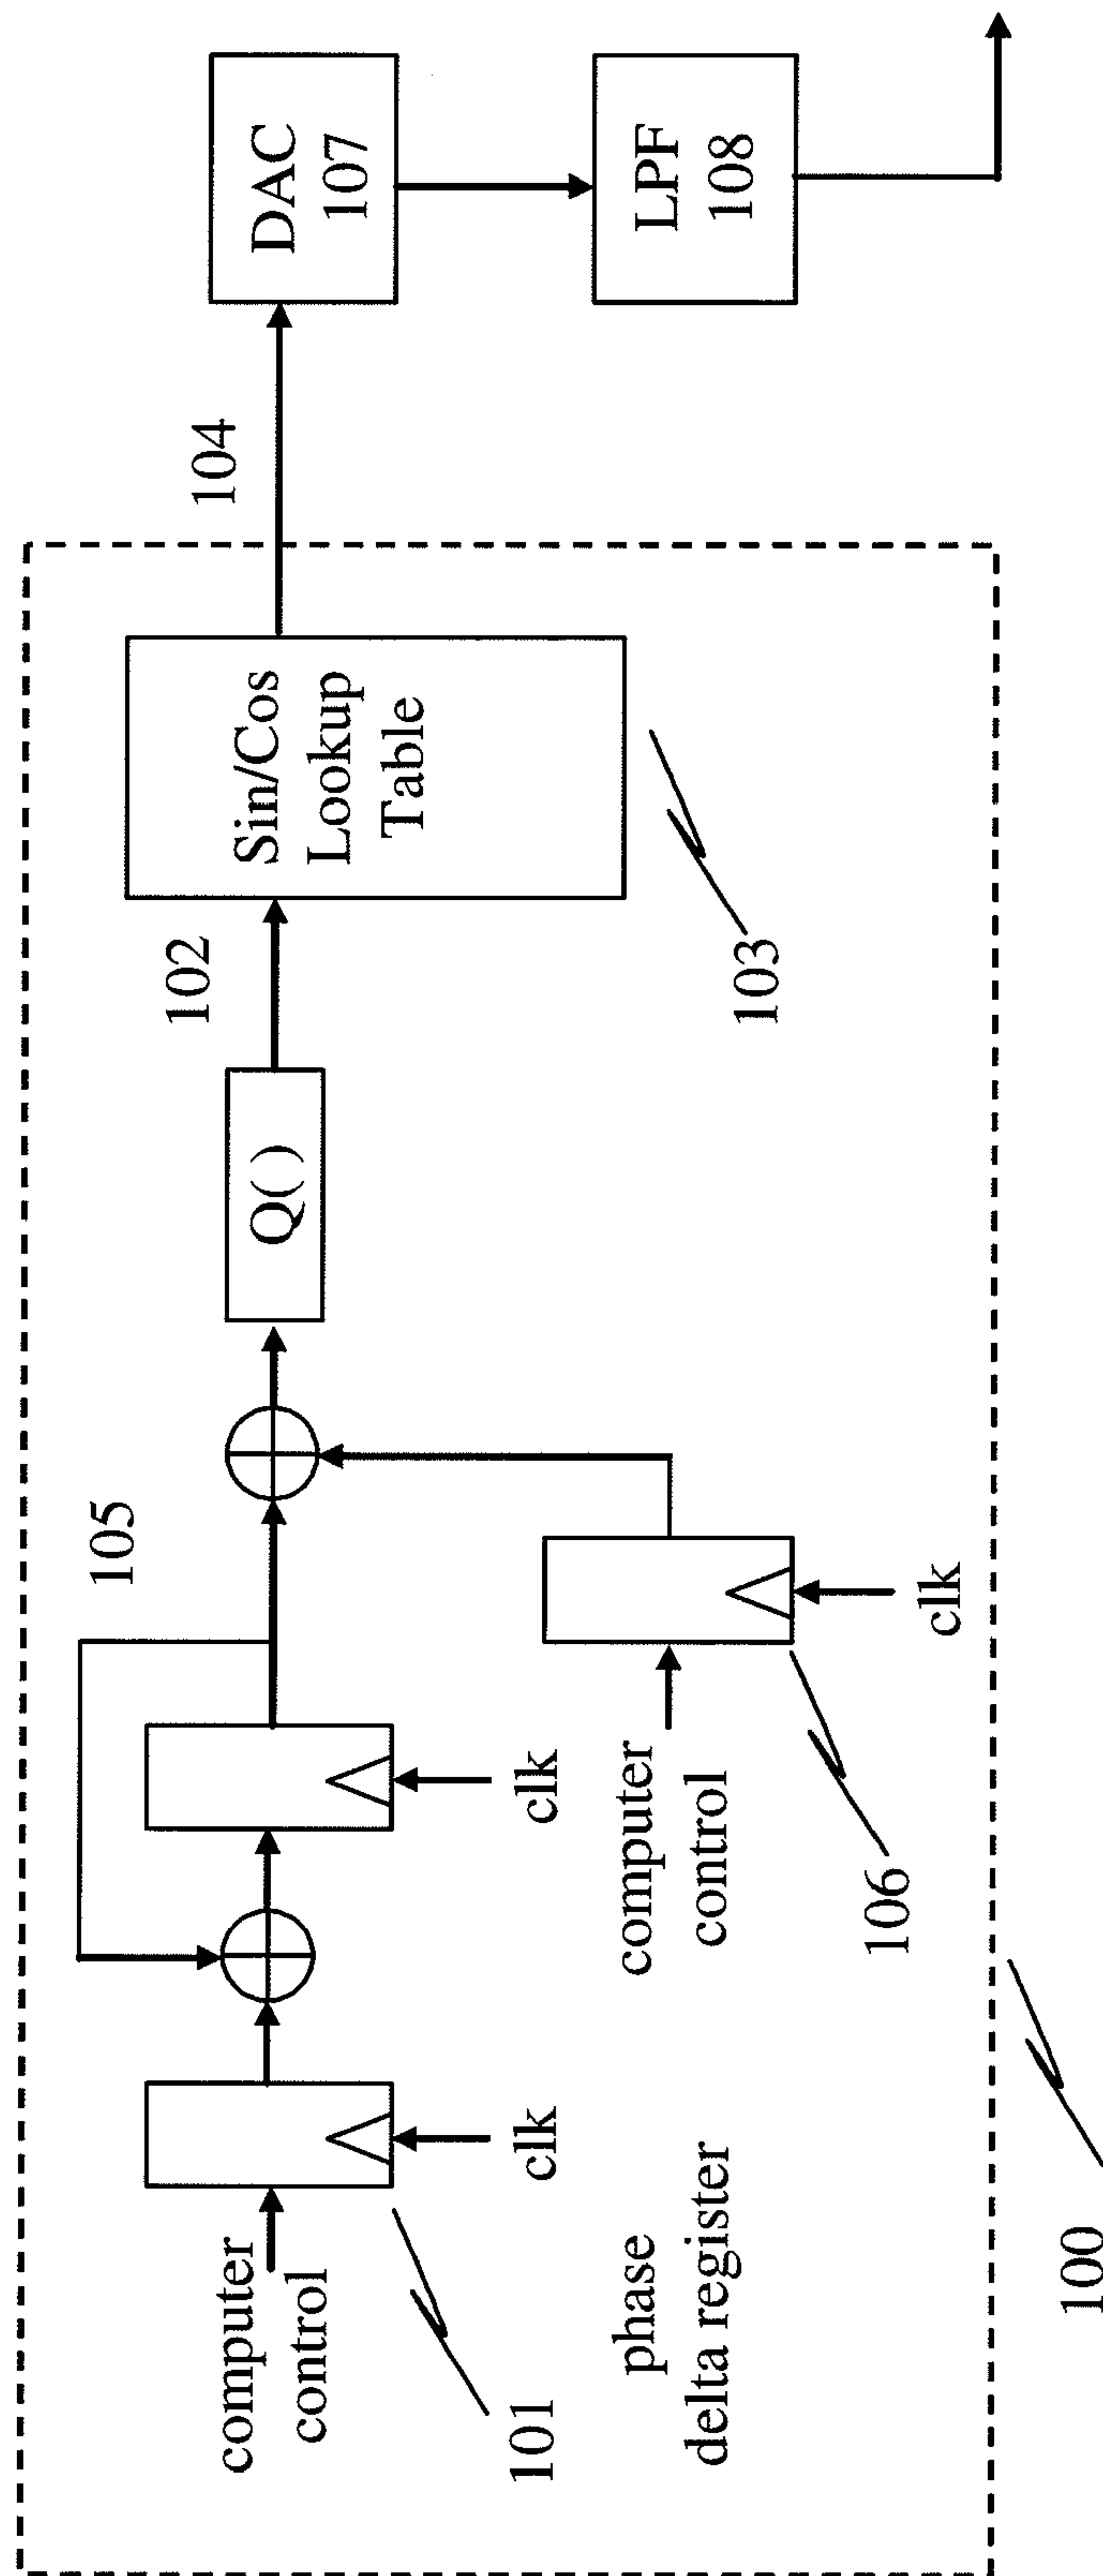 computer
control
101
clk
phase
delta register
clk
105
computer
control
106
clk
Q( )
102
Sin/Cos
Lookup
Table
103
104
DAC
107
LPF
108
100